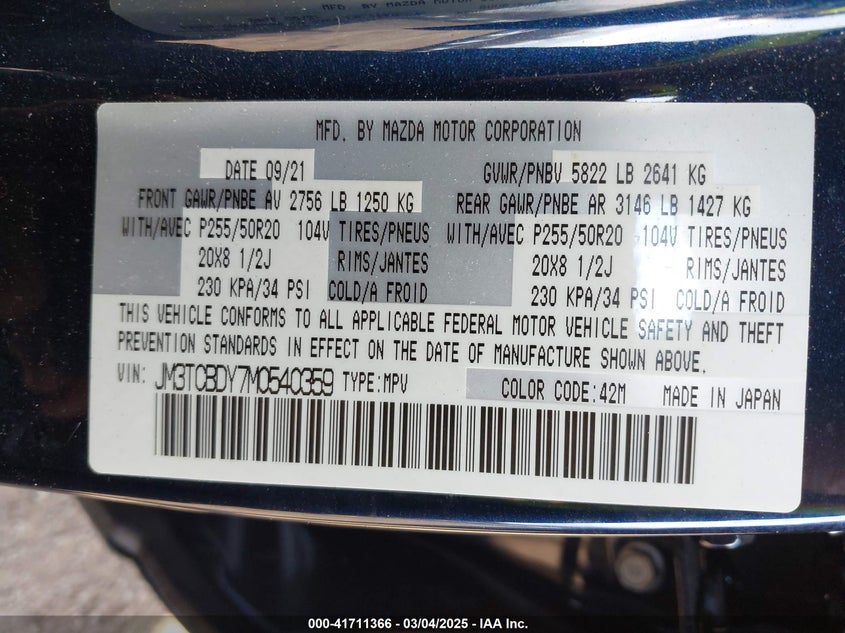 MFD. BY MAZDA MOTOR CORPORATION
DATE 09/21 GVWR/PNBV 5822 LB 2641 KG
FRONT GAWR/PNBE AV 2756 LB 1250 KG REAR GAWR/PNBE AR 3146 LB 1427 KG
WITH/AVEC P255/50R20 104V TIRES/PNEUS WITH/AVEC P255/50R20 104V TIRES/PNEUS
20X8 1/2J RIMS/JANTES 20X8 1/2J RIMS/JANTES
230 KPA/34 PSI COLD/A FROID 230 KPA/34 PSI COLD/A FROID
THIS VEHICLE CONFORMS TO ALL APPLICABLE FEDERAL MOTOR VEHICLE SAFETY AND THEFT
PREVENTION STANDARDS IN EFFECT ON THE DATE OF MANUFACTURE SHOWN ABOVE.
VIN: JM3TCBDY7M0540359 TYPE:MPV COLOR CODE:42M MADE IN JAPAN
000-41711366 - 03/04/2025 - IAA Inc.